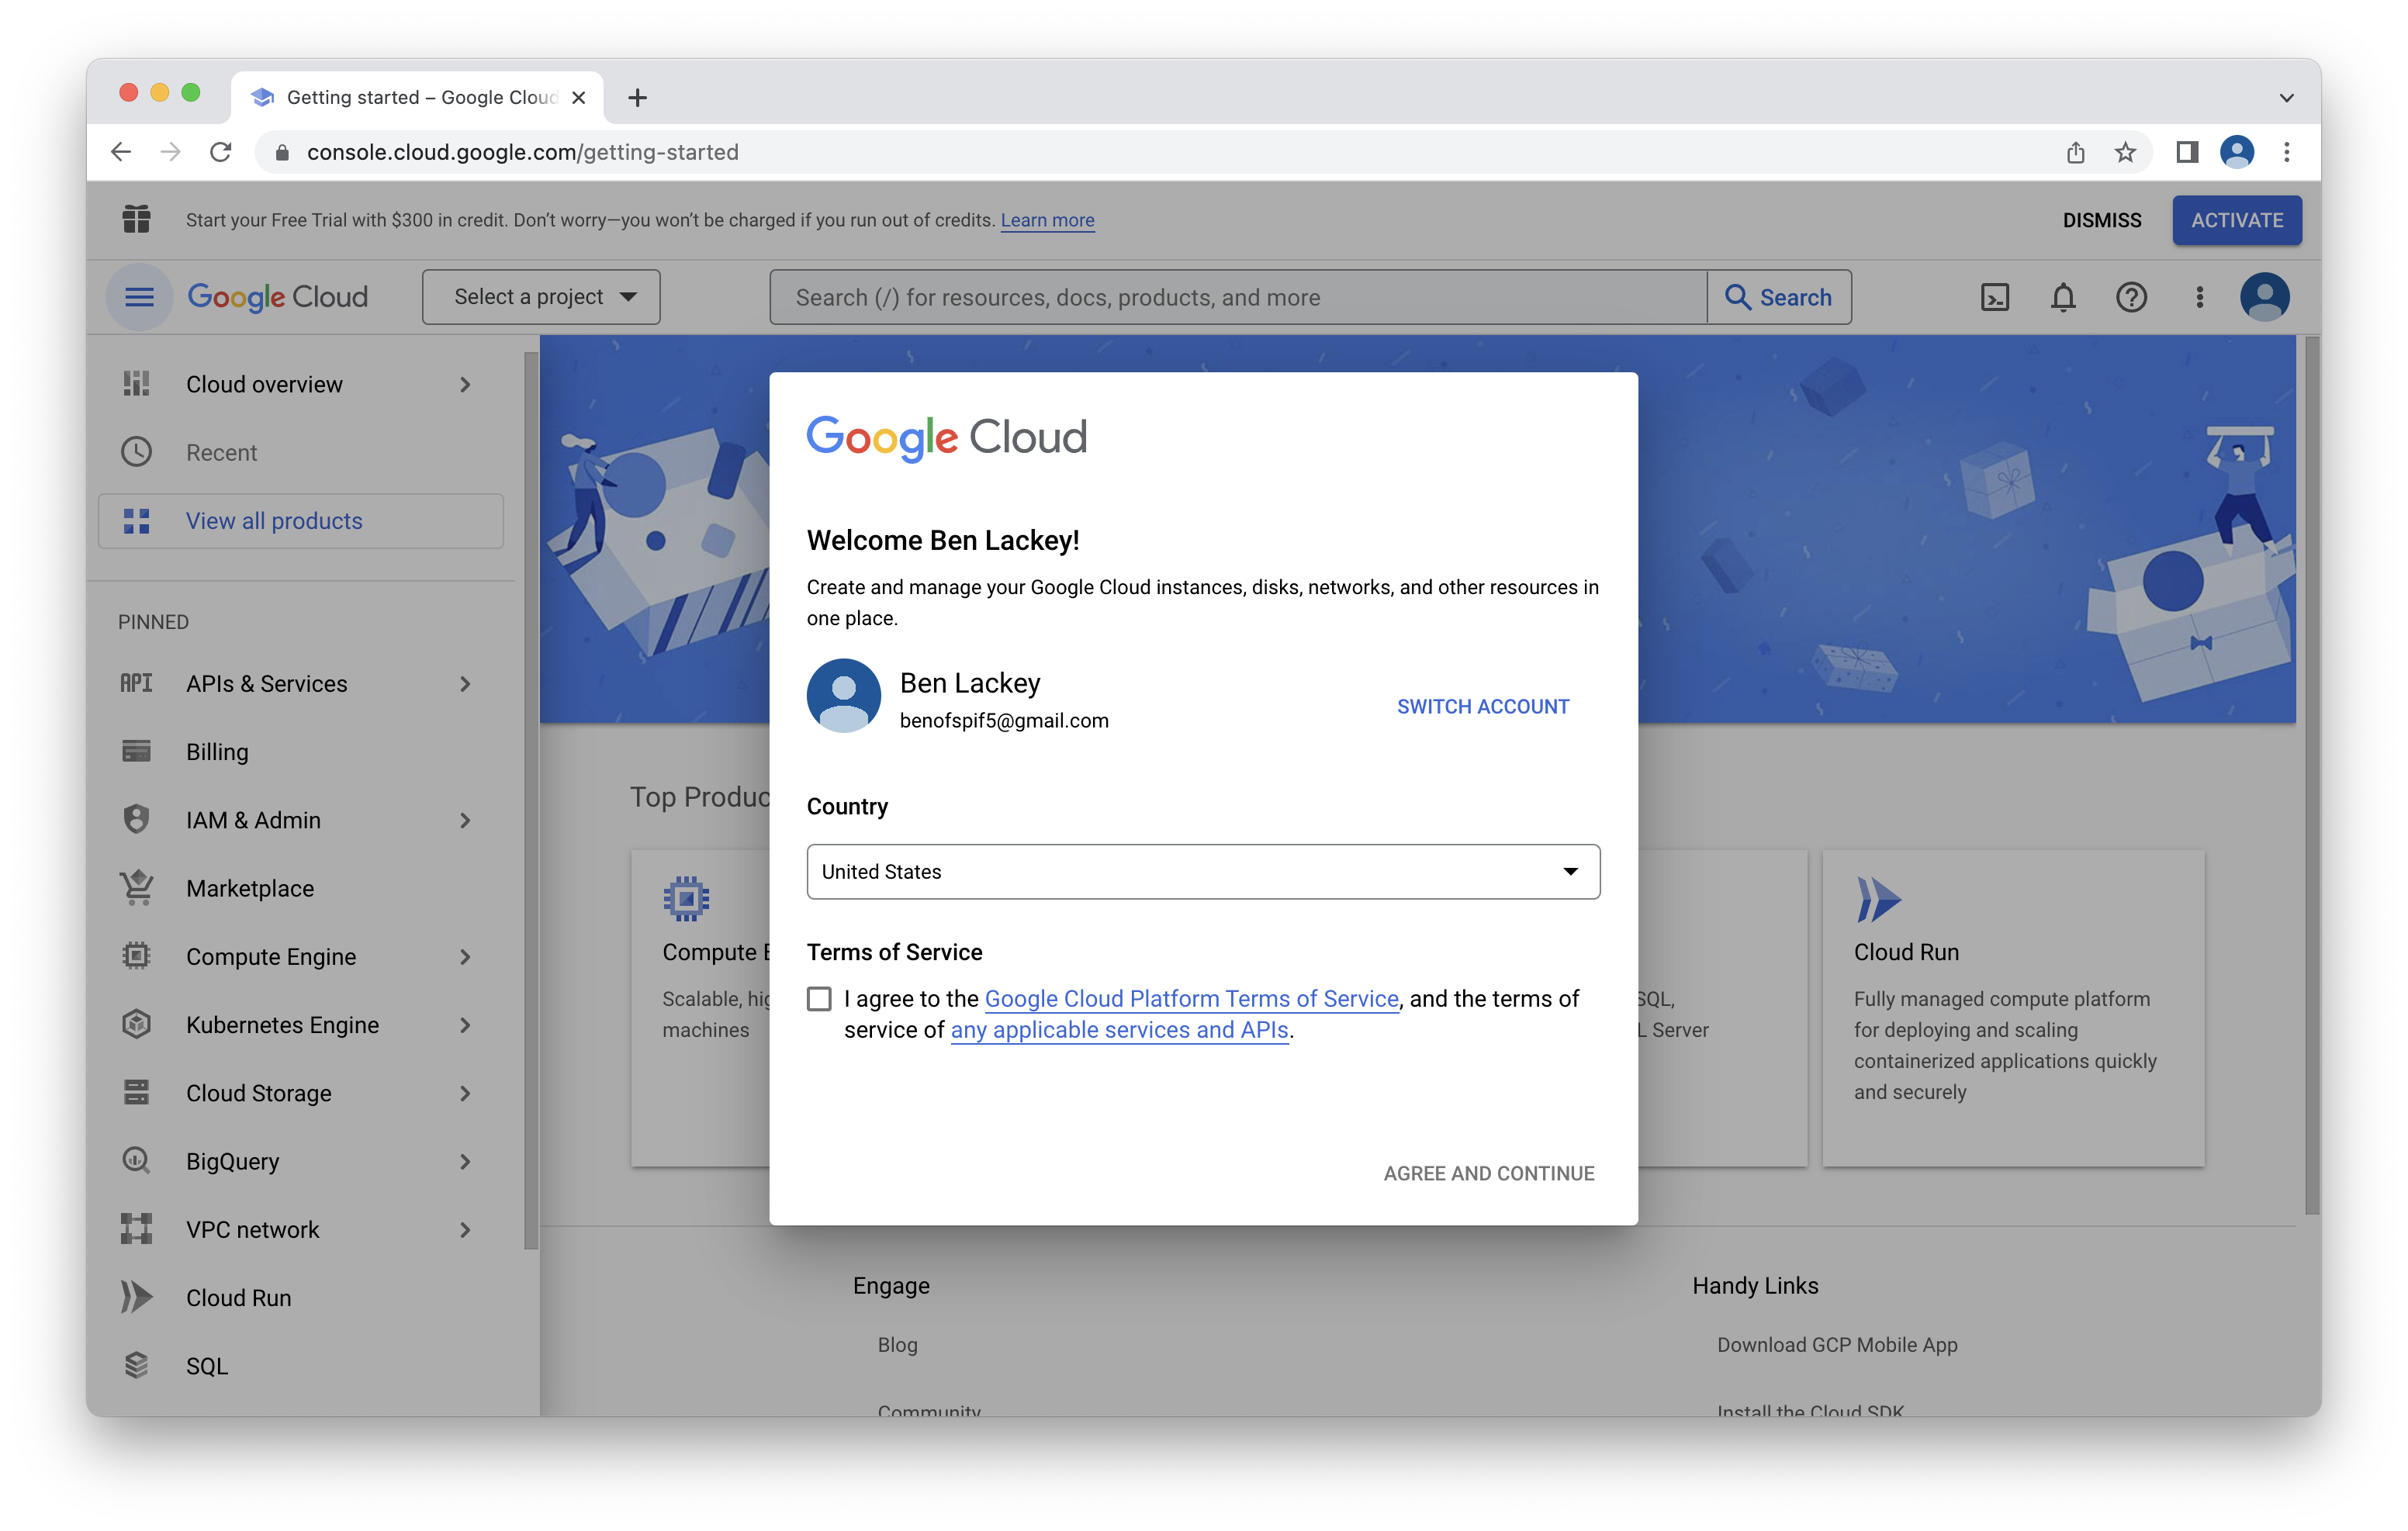 Getting started – Google Cloud
console.cloud.google.com/getting-started
Start your Free Trial with $300 in credit. Don't worry—you won't be charged if you run out of credits. Learn more
DISMISS
ACTIVATE
Google Cloud
Select a project
Search (/) for resources, docs, products, and more
Search
Cloud overview
Recent
View all products
PINNED
API
APIs & Services
Billing
IAM & Admin
Marketplace
Compute Engine
Kubernetes Engine
Cloud Storage
BigQuery
VPC network
Cloud Run
SQL
Google Cloud
Welcome Ben Lackey!
Create and manage your Google Cloud instances, disks, networks, and other resources in
one place.
Ben Lackey
benofspif5@gmail.com
SWITCH ACCOUNT
Country
United States
Terms of Service
I agree to the Google Cloud Platform Terms of Service, and the terms of
service of any applicable services and APIs.
AGREE AND CONTINUE
Top
Compute
Scalable,
machines
SQL,
Server
Cloud Run
Fully managed compute platform
for deploying and scaling
containerized applications quickly
and securely
Engage
Blog
Community
Handy Links
Download GCP Mobile App
Install the Cloud SDK